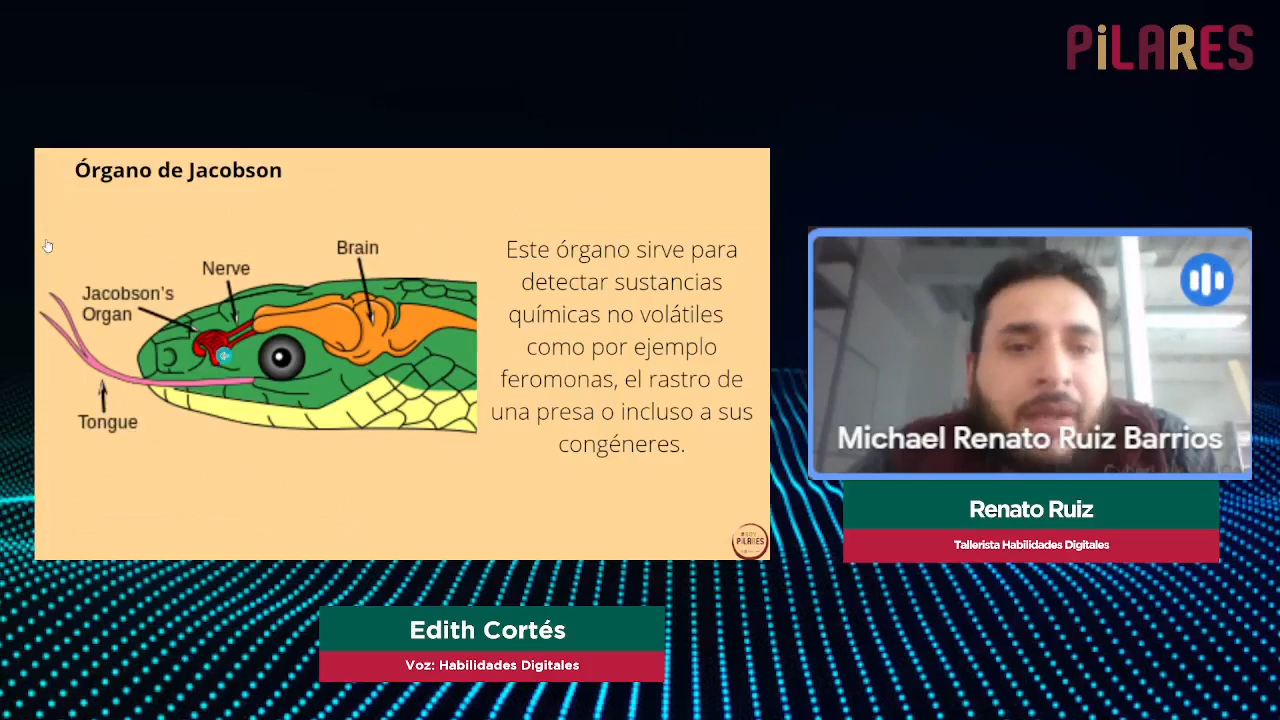 PiLARES
Órgano de Jacobson
Brain
Nerve
Jacobson's
Organ
Tongue
Este órgano sirve para
detectar sustancias
químicas no volátiles
como por ejemplo
feromonas, el rastro de
una presa o incluso a sus
congéneres.
PiLARES
Michael Renato Ruiz Barrios
Renato Ruiz
Tallerista Habilidades Digitales
Edith Cortés
Voz: Habilidades Digitales